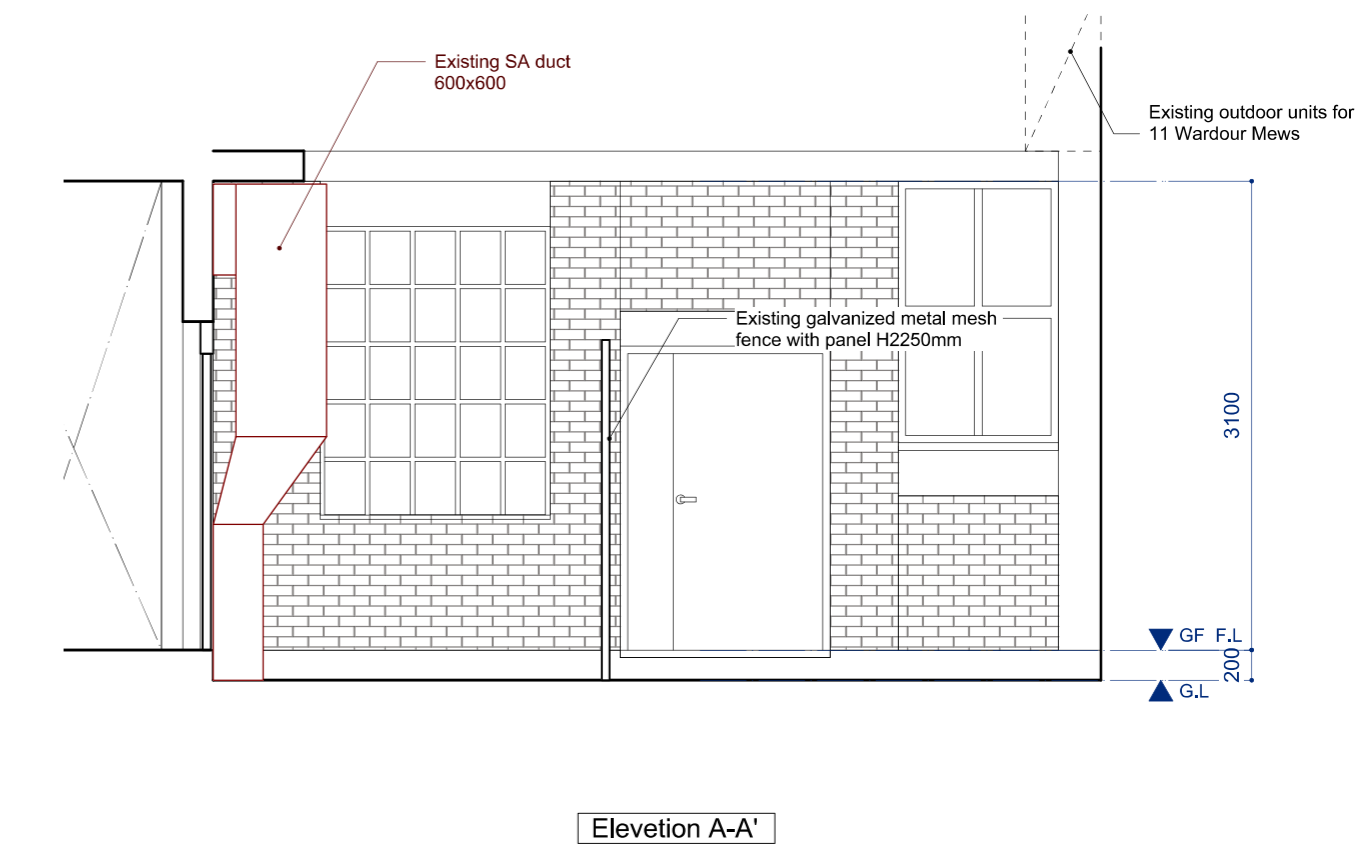 Existing SA duct
600x600
Existing outdoor units for
11 Wardour Mews
Existing galvanized metal mesh
fence with panel H2250mm
3100
GF F.L
200
G.L
Elevetion A-A'